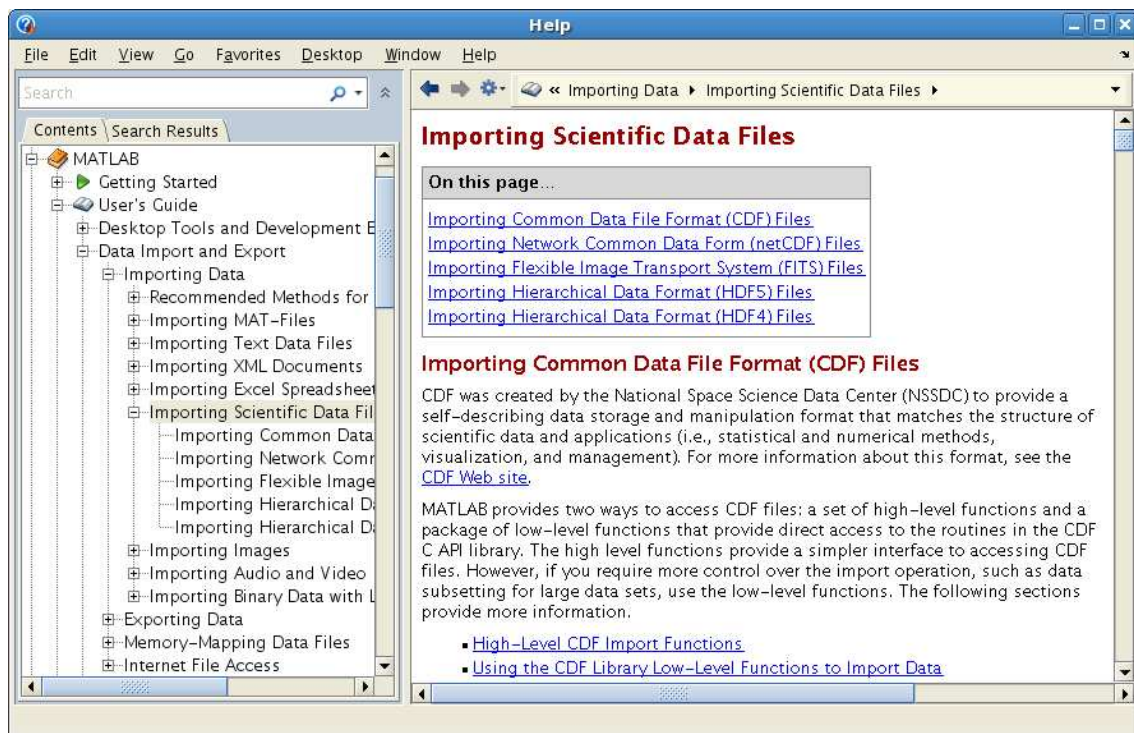 Help
File Edit View Go Favorites Desktop Window Help
Search
Contents Search Results
MATLAB
Getting Started
User's Guide
Desktop Tools and Development E
Data Import and Export
Importing Data
Recommended Methods for
Importing MAT-Files
Importing Text Data Files
Importing XML Documents
Importing Excel Spreadsheet
Importing Scientific Data Fil
Importing Common Data
Importing Network Comr
Importing Flexible Image
Importing Hierarchical Da
Importing Hierarchical Da
Importing Images
Importing Audio and Video
Importing Binary Data with L
Exporting Data
Memory-Mapping Data Files
Internet File Access
« Importing Data ▸ Importing Scientific Data Files ▸
Importing Scientific Data Files
On this page...
Importing Common Data File Format (CDF) Files
Importing Network Common Data Form (netCDF) Files
Importing Flexible Image Transport System (FITS) Files
Importing Hierarchical Data Format (HDF5) Files
Importing Hierarchical Data Format (HDF4) Files
Importing Common Data File Format (CDF) Files
CDF was created by the National Space Science Data Center (NSSDC) to provide a
self-describing data storage and manipulation format that matches the structure of
scientific data and applications (i.e., statistical and numerical methods,
visualization, and management). For more information about this format, see the
CDF Web site.
MATLAB provides two ways to access CDF files: a set of high-level functions and a
package of low-level functions that provide direct access to the routines in the CDF
C API library. The high level functions provide a simpler interface to accessing CDF
files. However, if you require more control over the import operation, such as data
subsetting for large data sets, use the low-level functions. The following sections
provide more information.
▪ High-Level CDF Import Functions
▪ Using the CDF Library Low-Level Functions to Import Data